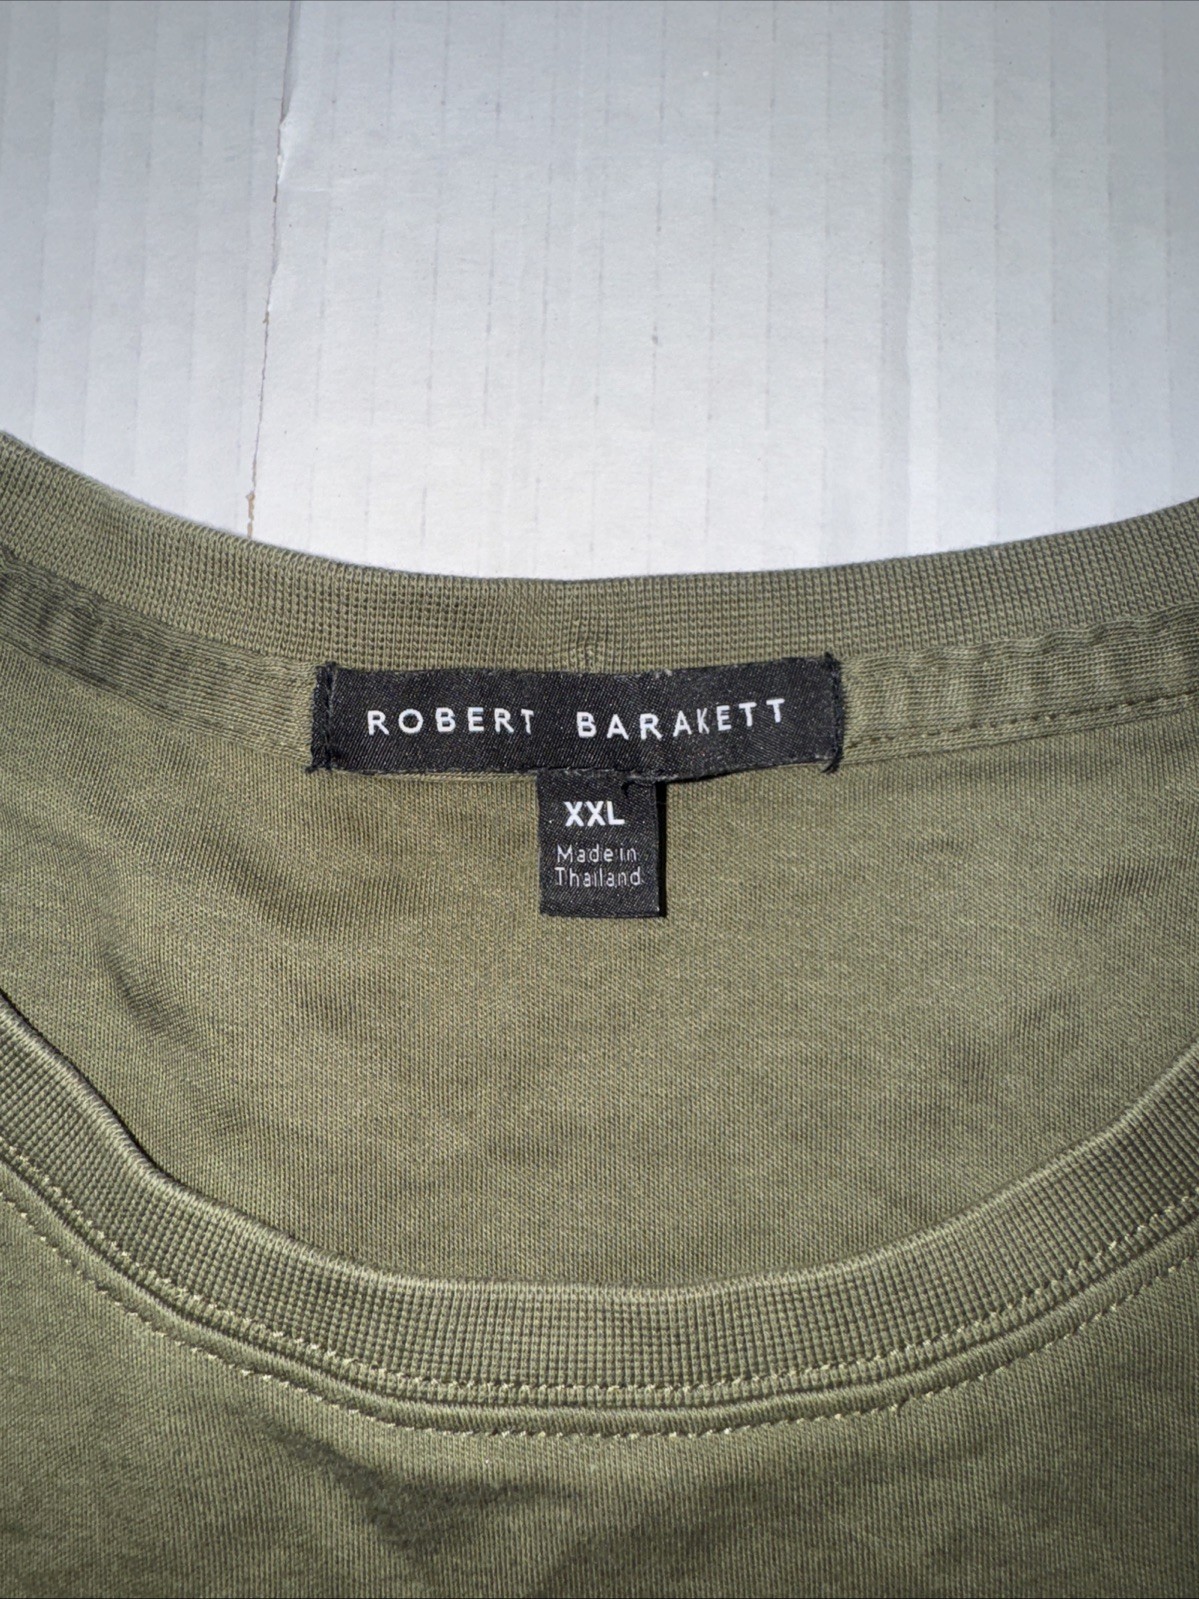 ROBERT BARAKETT
XXL
Made in
Thailand